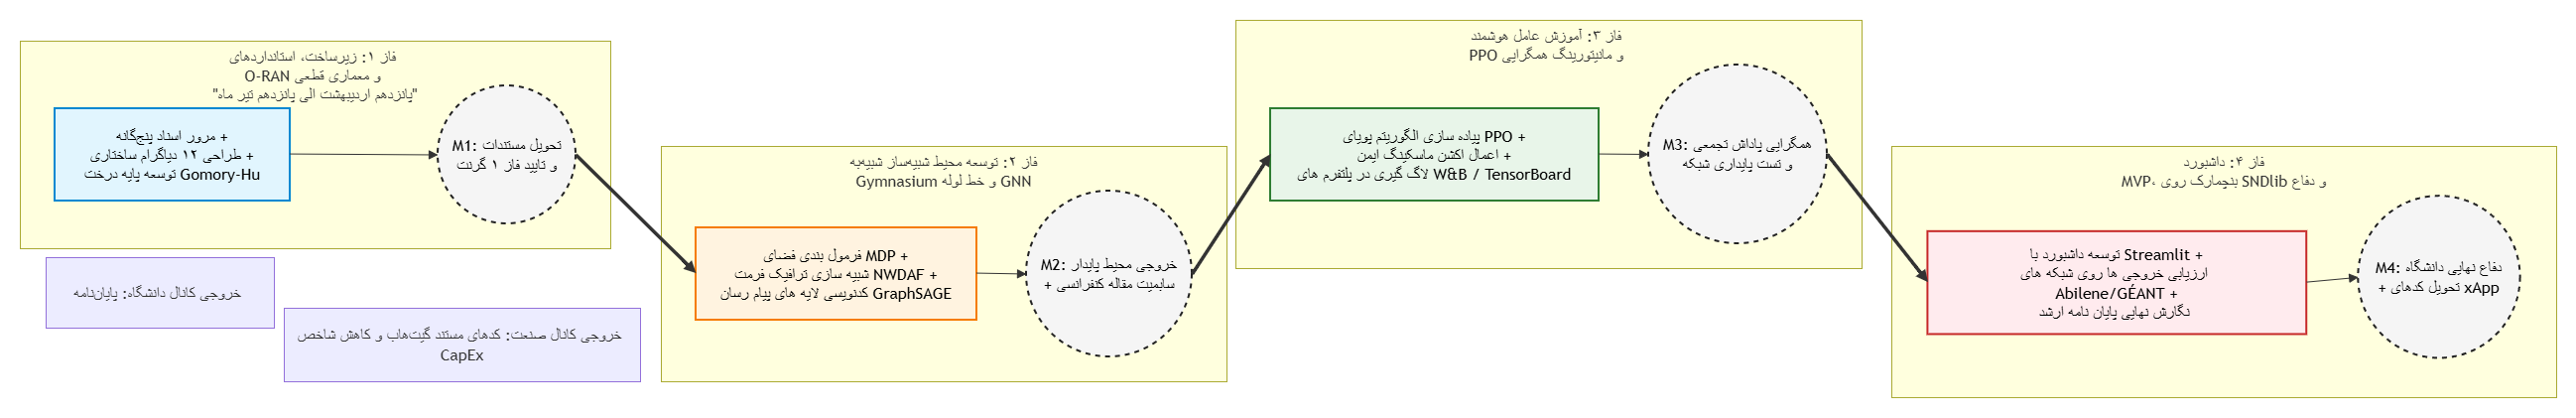 فاز ۱: زیرساخت، استانداردهای
و معماری قطعی O-RAN
"پانزدهم اردیبهشت الی پانزدهم تیر ماه"
+ مرور اسناد پنج‌گانه
+ طراحی ۱۲ دیاگرام ساختاری
توسعه پایه درخت Gomory-Hu
M1: تحویل مستندات
و تایید فاز ۱ گرنت
خروجی کانال دانشگاه: پایان‌نامه
خروجی کانال صنعت: کدهای مستند گیت‌هاب و کاهش شاخص
CapEx
فاز ۲: توسعه محیط شبیه‌ساز شبیه‌به
Gymnasium و خط لوله GNN
+ فرمول بندی فضای MDP
+ شبیه سازی ترافیک فرمت NWDAF
کدنویسی لایه های پیام رسان GraphSAGE
M2: خروجی محیط پایدار
+ سابمیت مقاله کنفرانسی
فاز ۳: آموزش عامل هوشمند
PPO و مانیتورینگ همگرایی
+ پیاده سازی الگوریتم پویای PPO
+ اعمال اکشن ماسکینگ ایمن
لاگ گیری در پلتفرم های W&B / TensorBoard
M3: همگرایی پاداش تجمعی
و تست پایداری شبکه
فاز ۴: داشبورد
MVP، بنچمارک روی SNDlib و دفاع
+ توسعه داشبورد با Streamlit
ارزیابی خروجی ها روی شبکه های
+ Abilene/GÉANT
نگارش نهایی پایان نامه ارشد
M4: دفاع نهایی دانشگاه
+ تحویل کدهای xApp